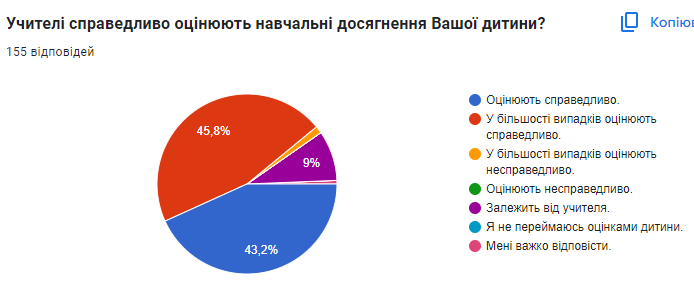 Учителі справедливо оцінюють навчальні досягнення Вашої дитини?
Копіюв
155 відповідей
45,8%
9%
43,2%
Оцінюють справедливо.
У більшості випадків оцінюють
справедливо.
У більшості випадків оцінюють
несправедливо.
Оцінюють несправедливо.
Залежить від учителя.
Я не переймаюсь оцінками дитини.
Мені важко відповісти.